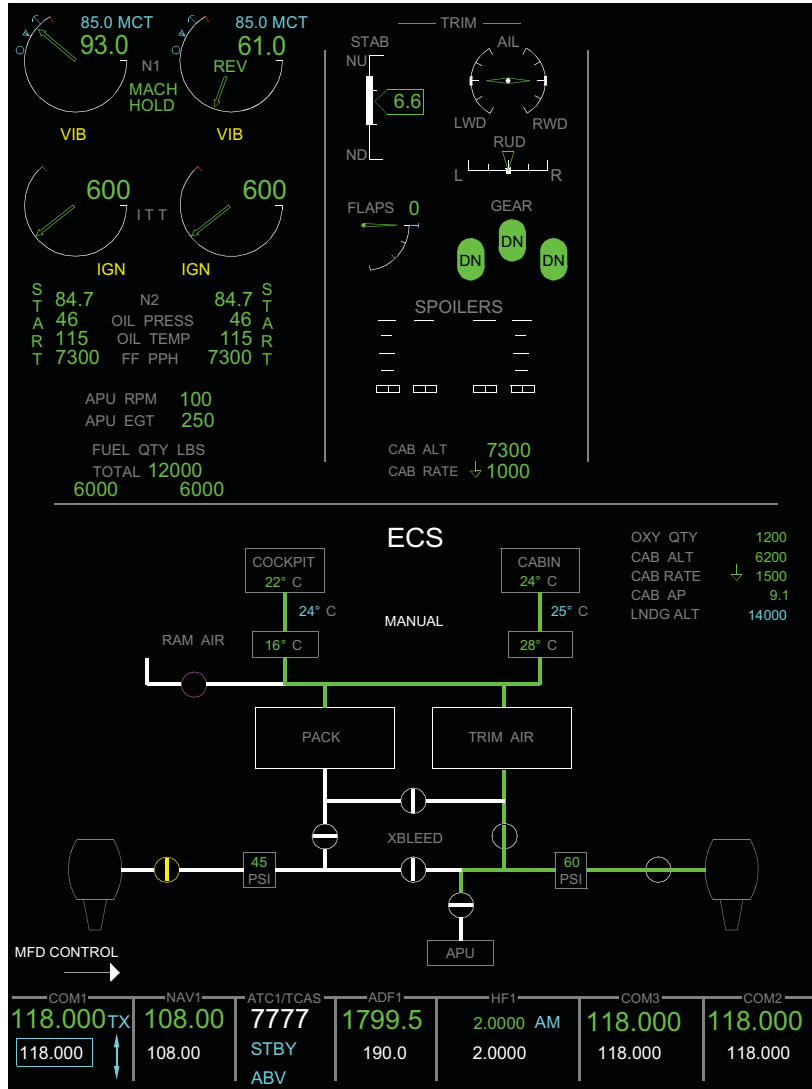 85.0 MCT 85.0 MCT
93.0 61.0
N1 REV
MACH
HOLD
VIB VIB
600 ITT 600
IGN IGN
START START
84.7 N2 84.7
46 OIL PRESS 46
115 OIL TEMP 115
7300 FF PPH 7300
APU RPM 100
APU EGT 250
FUEL QTY LBS
TOTAL 12000
6000 6000
TRIM
STAB AIL
NU
6.6
ND
LWD RWD
RUD
L R
FLAPS 0 GEAR
DN DN DN
SPOILERS
CAB ALT 7300
CAB RATE 1000
ECS
OXY QTY 1200
CAB ALT 6200
CAB RATE 1500
CAB AP 9.1
LNDG ALT 14000
COCKPIT CABIN
22° C 24° C
24° C MANUAL 25° C
RAM AIR 16° C 28° C
PACK TRIM AIR
XBLEED
45 60
PSI PSI
APU
MFD CONTROL
COM1 NAV1 ATC1/TCAS ADF1 HF1 COM3 COM2
118.000 TX 108.00 7777 1799.5 2.0000 AM 118.000 118.000
118.000 108.00 STBY 190.0 2.0000 118.000 118.000
ABV